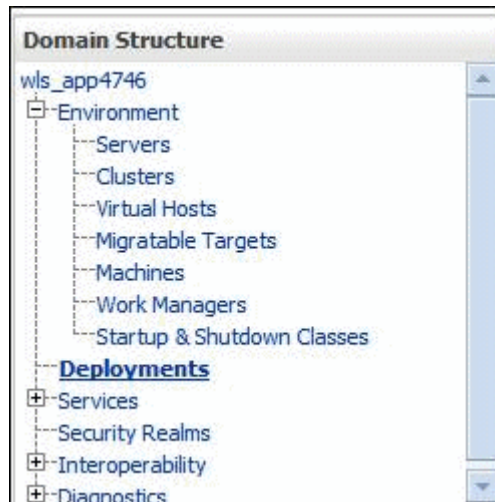 Domain Structure
wls_app4746
Environment
Servers
Clusters
Virtual Hosts
Migratable Targets
Machines
Work Managers
Startup & Shutdown Classes
Deployments
Services
Security Realms
Interoperability
Diagnostics